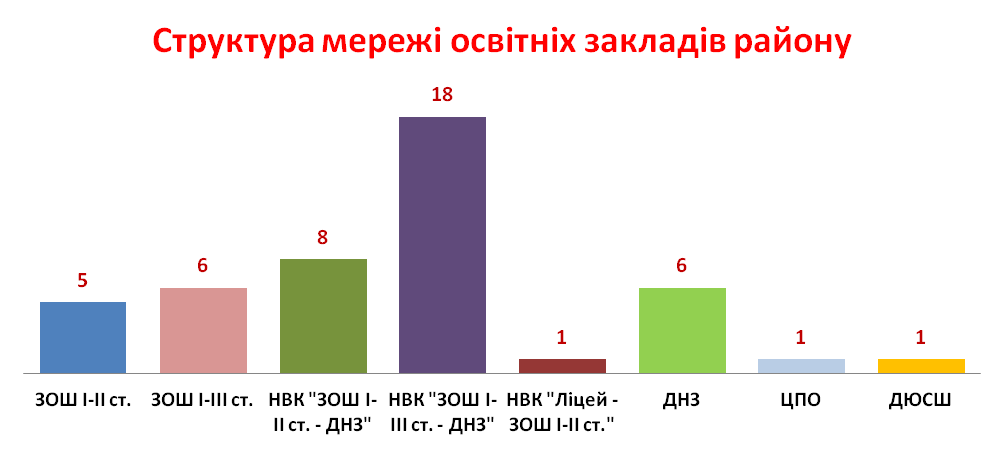 Структура мережі освітніх закладів району
18
8
6
6
5
1
1
1
ЗОШ І-ІІ ст.
ЗОШ І-ІІІ ст.
НВК "ЗОШ І-
ІІ ст. - ДНЗ"
НВК "ЗОШ І-
ІІІ ст. - ДНЗ"
НВК "Ліцей -
ЗОШ І-ІІ ст."
ДНЗ
ЦПО
ДЮСШ